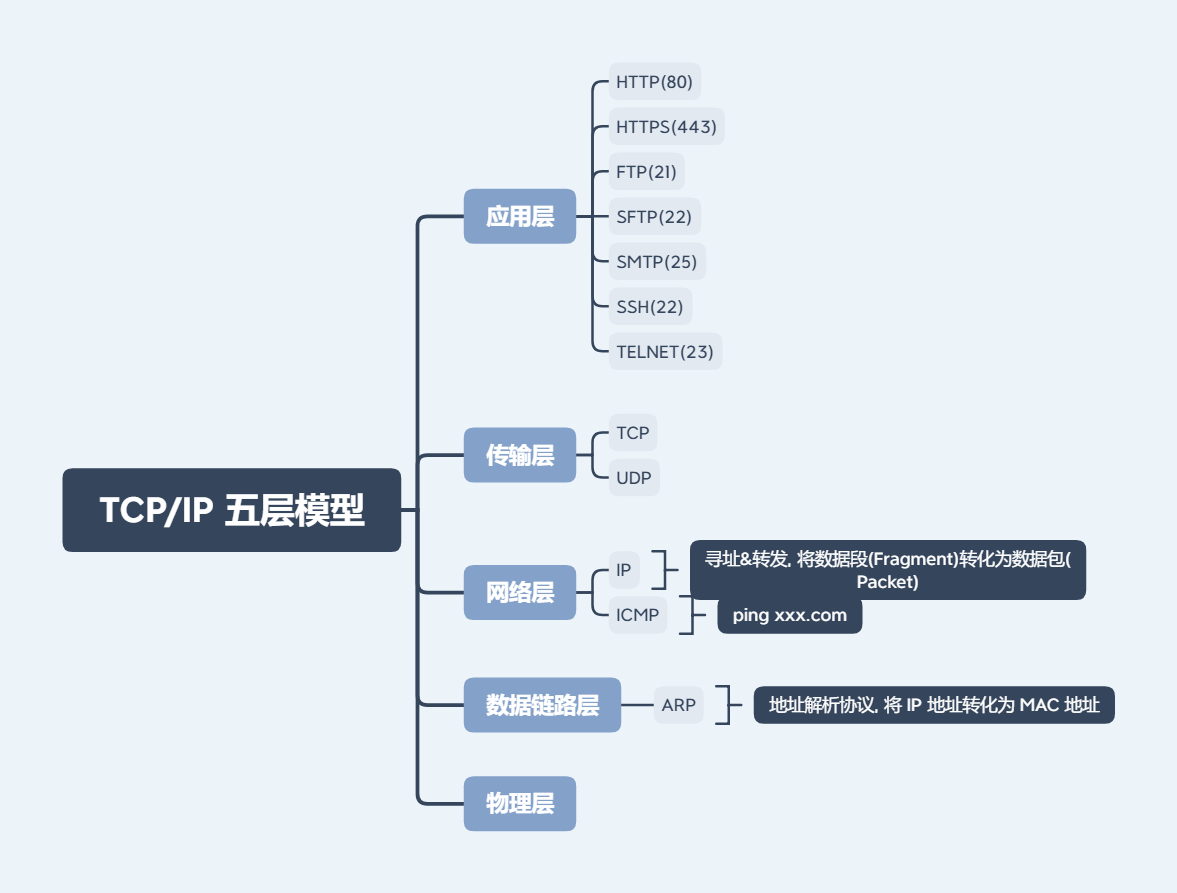 TCP/IP 五层模型
应用层
HTTP(80)
HTTPS(443)
FTP(21)
SFTP(22)
SMTP(25)
SSH(22)
TELNET(23)
传输层
TCP
UDP
网络层
IP
寻址&转发, 将数据段(Fragment)转化为数据包(
Packet)
ICMP
ping xxx.com
数据链路层
ARP
地址解析协议, 将 IP 地址转化为 MAC 地址
物理层